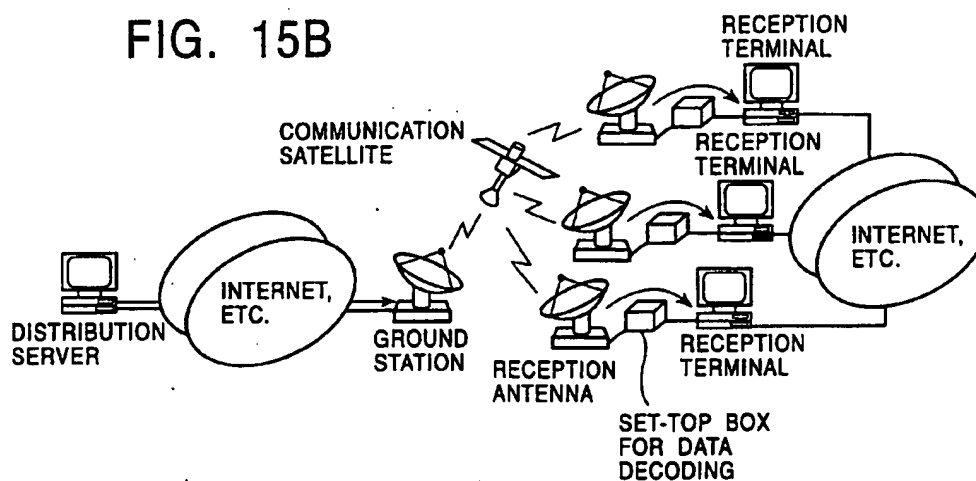 FIG. 15B
RECEPTION
TERMINAL
COMMUNICATION
SATELLITE
RECEPTION
TERMINAL
INTERNET,
ETC.
INTERNET,
ETC.
DISTRIBUTION
SERVER
GROUND
STATION
RECEPTION
ANTENNA
RECEPTION
TERMINAL
SET-TOP BOX
FOR DATA
DECODING